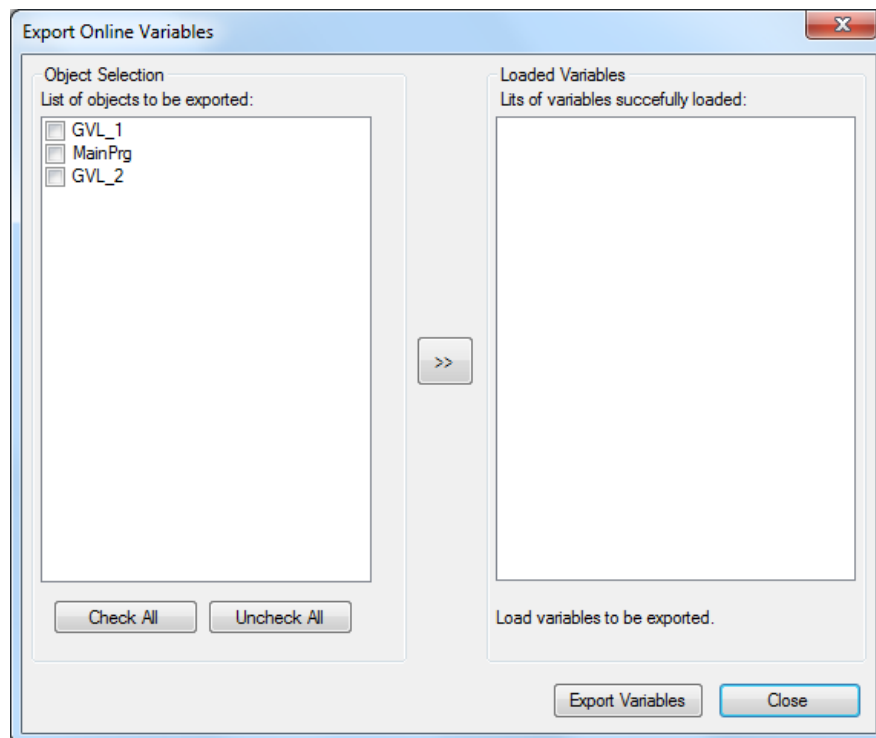 Export Online Variables
Object Selection
List of objects to be exported:
GVL_1
MainPrg
GVL_2
Check All
Uncheck All
>>
Loaded Variables
Lits of variables succefully loaded:
Load variables to be exported.
Export Variables
Close